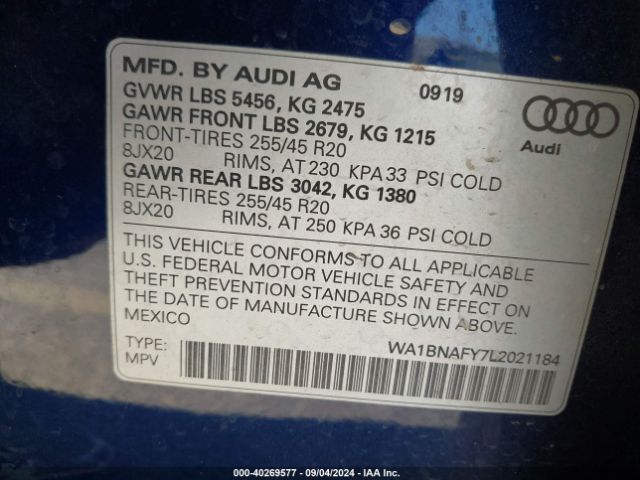 MFD. BY AUDI AG 0919
GVWR LBS 5456, KG 2475
GAWR FRONT LBS 2679, KG 1215
FRONT-TIRES 255/45 R20
8JX20 RIMS, AT 230 KPA 33 PSI COLD
GAWR REAR LBS 3042, KG 1380
REAR-TIRES 255/45 R20
8JX20 RIMS, AT 250 KPA 36 PSI COLD
Audi
THIS VEHICLE CONFORMS TO ALL APPLICABLE
U.S. FEDERAL MOTOR VEHICLE SAFETY AND
THEFT PREVENTION STANDARDS IN EFFECT ON
THE DATE OF MANUFACTURE SHOWN ABOVE.
MEXICO
TYPE: WA1BNAFY7L2021184
MPV
000-40269577 - 09/04/2024 - IAA Inc.